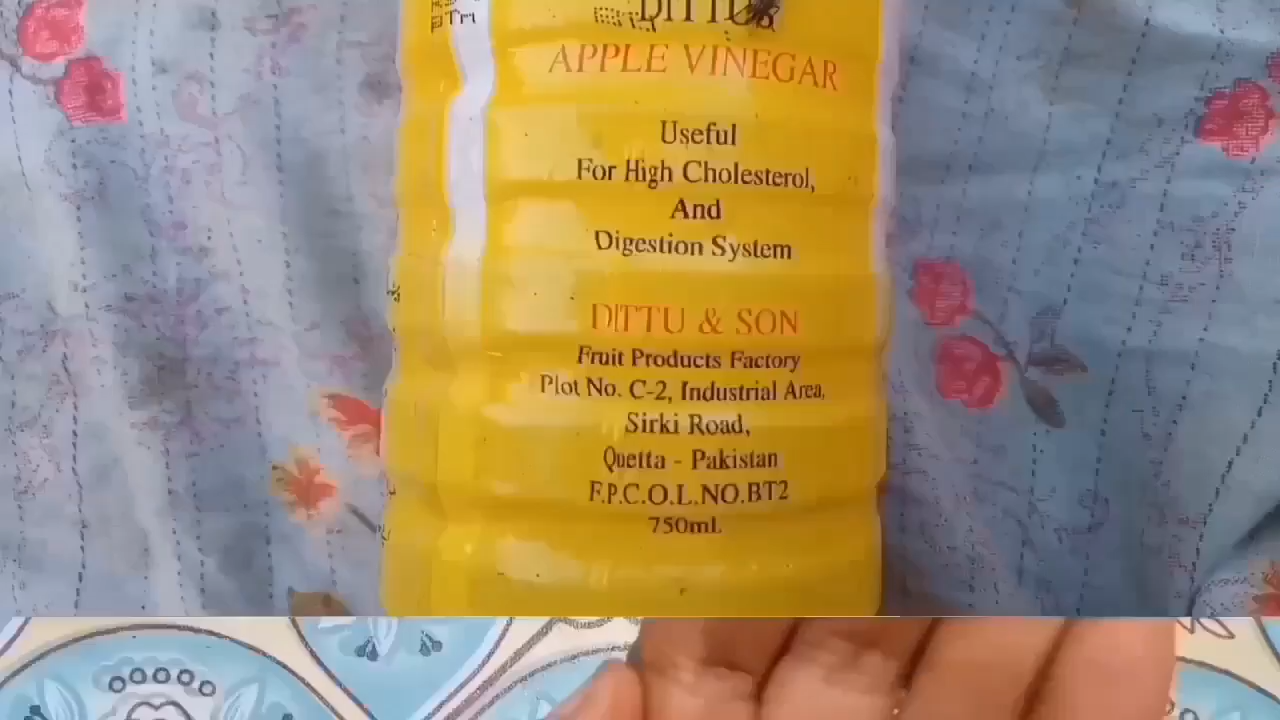 APPLE VINEGAR
Useful
For High Cholesterol,
And
Digestion System
DITTU & SON
Fruit Products Factory
Plot No. C-2, Industrial Area,
Sirki Road,
Quetta - Pakistan
F.P.C.O.L.NO.BT2
750ml.